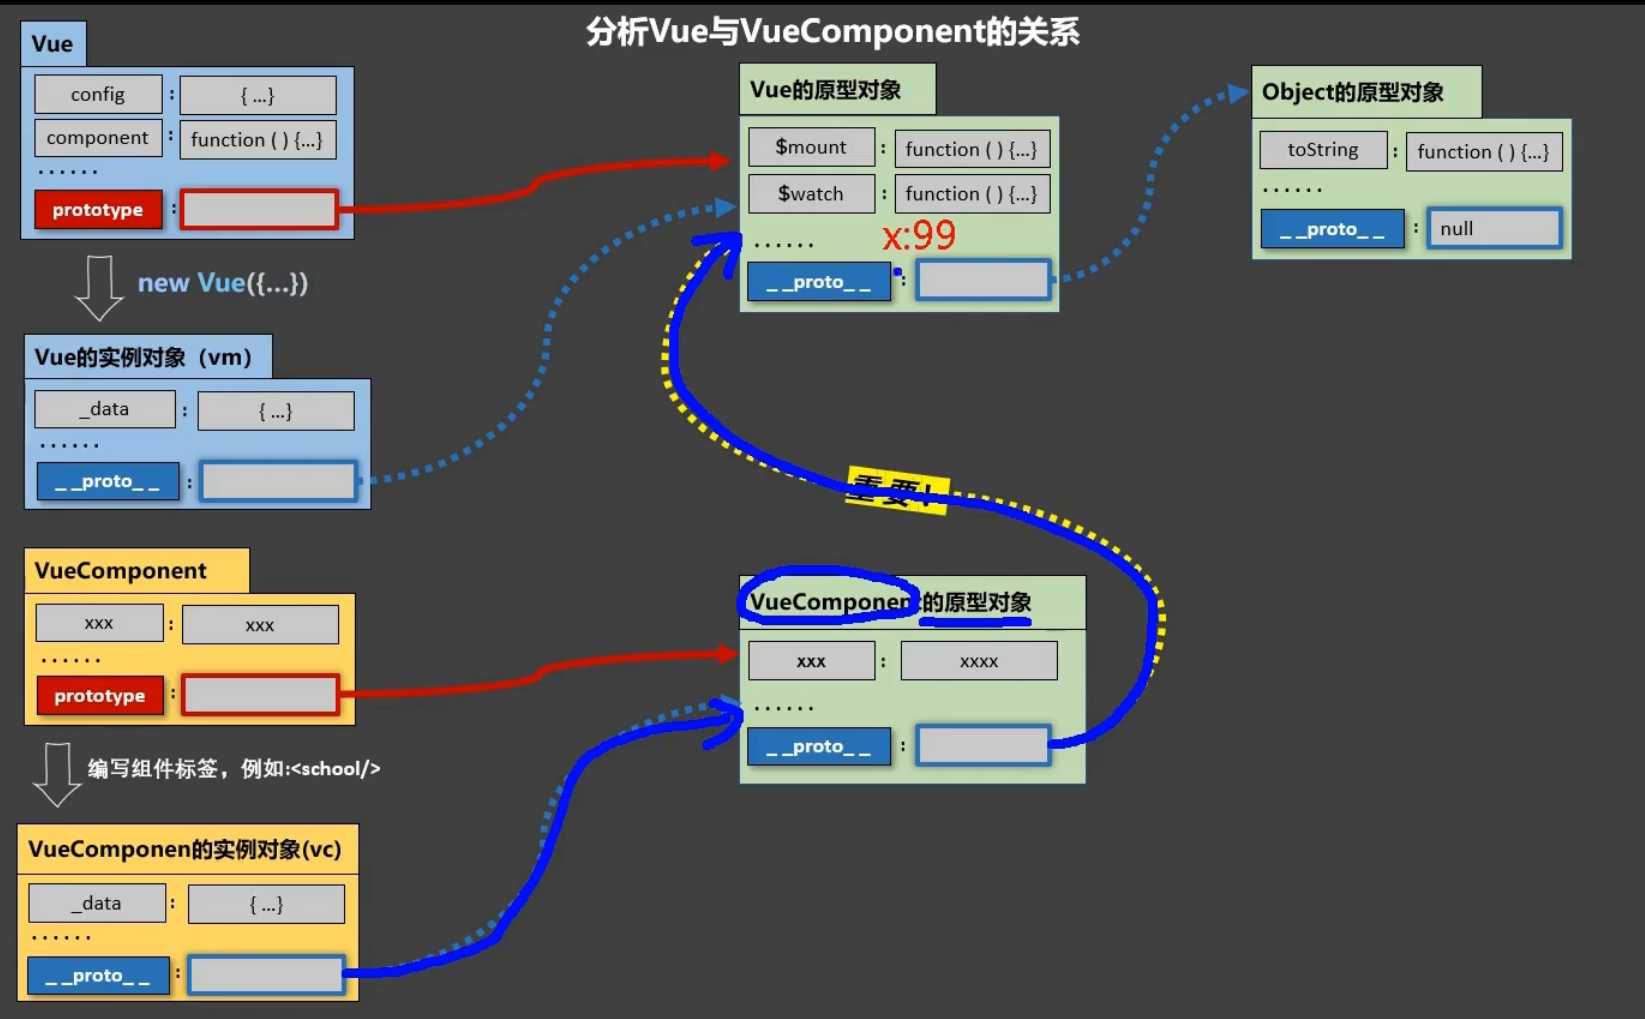 分析Vue与VueComponent的关系
Vue
config : { ...}
component : function ( ) {...}
······
prototype :
new Vue({...})
Vue的实例对象（vm）
_data : { ...}
······
_ _proto_ _ :
VueComponent
xxx : xxx
······
prototype :
编写组件标签，例如:<school/>
VueComponen的实例对象(vc)
_data : { ...}
······
_ _proto_ _ :
Vue的原型对象
$mount : function ( ) {...}
$watch : function ( ) {...}
······ x:99
_ _proto_ _ :
重要！
VueComponent的原型对象
xxx : xxxx
······
_ _proto_ _ :
Object的原型对象
toString : function ( ) {...}
······
_ _proto_ _ : null